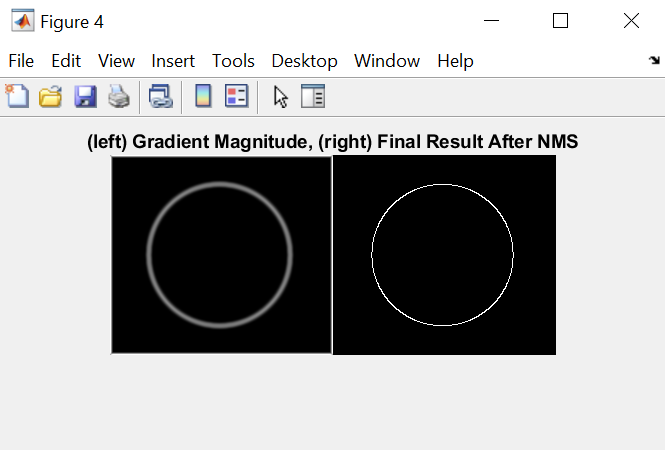 Figure 4
File Edit View Insert Tools Desktop Window Help
(left) Gradient Magnitude, (right) Final Result After NMS